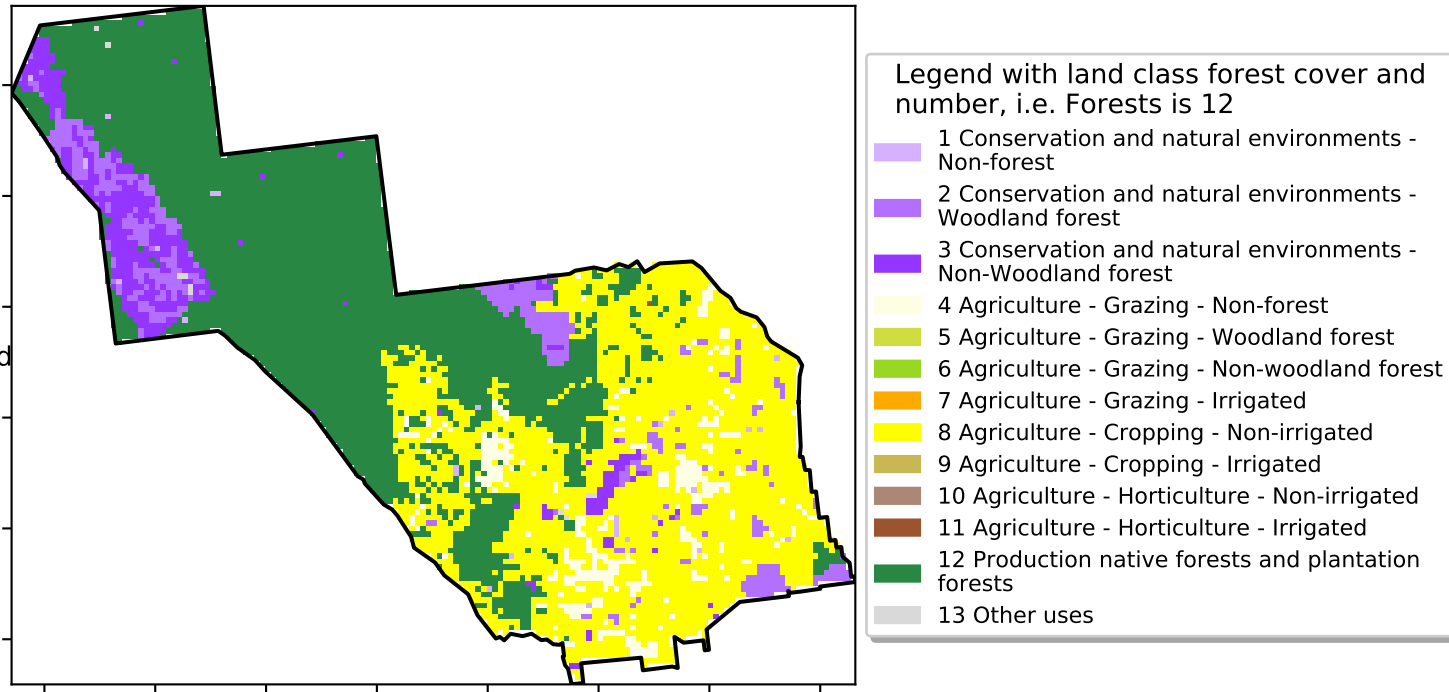 Legend with land class forest cover and
number, i.e. Forests is 12
1 Conservation and natural environments -
Non-forest
2 Conservation and natural environments -
Woodland forest
3 Conservation and natural environments -
Non-Woodland forest
4 Agriculture - Grazing - Non-forest
5 Agriculture - Grazing - Woodland forest
6 Agriculture - Grazing - Non-woodland forest
7 Agriculture - Grazing - Irrigated
8 Agriculture - Cropping - Non-irrigated
d
9 Agriculture - Cropping - Irrigated
10 Agriculture - Horticulture - Non-irrigated
11 Agriculture - Horticulture - Irrigated
12 Production native forests and plantation
forests
13 Other uses